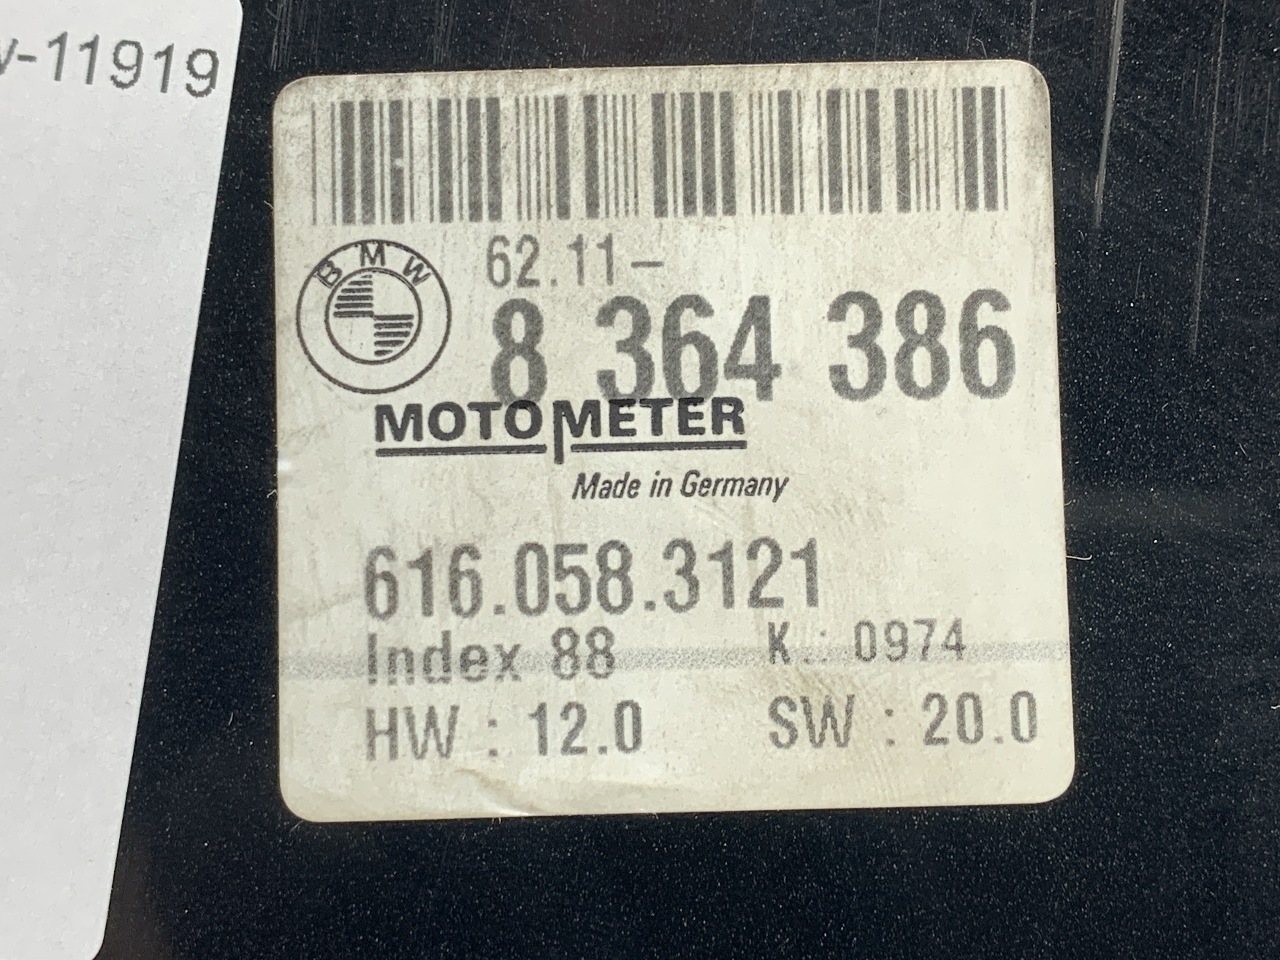 -11919
BMW
62.11-
8 364 386
MOTOMETER
Made in Germany
616.058.3121
Index 88 K.: 0974
HW : 12.0 SW : 20.0